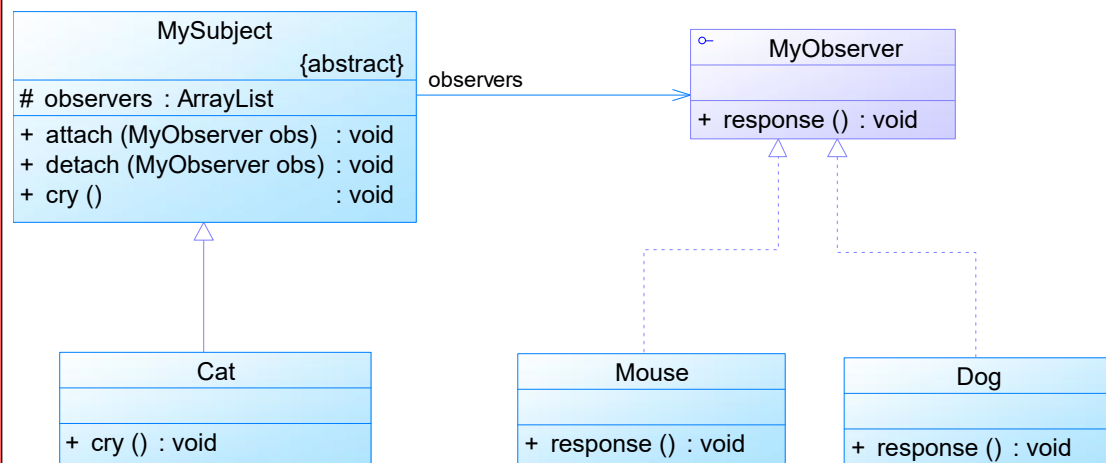 MySubject
{abstract}
# observers : ArrayList
+ attach (MyObserver obs) : void
+ detach (MyObserver obs) : void
+ cry () : void
observers
MyObserver
+ response () : void
Cat
+ cry () : void
Mouse
+ response () : void
Dog
+ response () : void